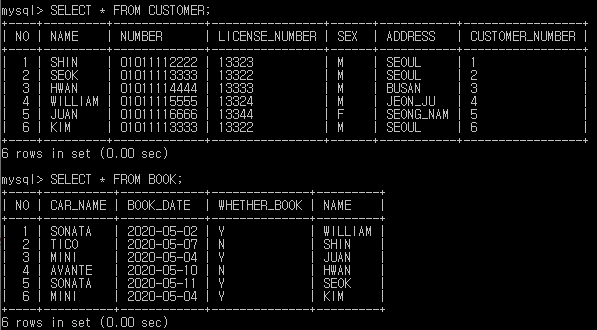 mysql> SELECT * FROM CUSTOMER;
| NO | NAME | NUMBER | LICENSE_NUMBER | SEX | ADDRESS | CUSTOMER_NUMBER |
| 1 | SHIN | 01011112222 | 13323 | M | SEOUL | 1 |
| 2 | SEOK | 01011113333 | 13322 | M | SEOUL | 2 |
| 3 | HWAN | 01011114444 | 13333 | M | BUSAN | 3 |
| 4 | WILLIAM | 01011115555 | 13324 | M | JEON_JU | 4 |
| 5 | JUAN | 01011116666 | 13344 | F | SEONG_NAM | 5 |
| 6 | KIM | 01011113333 | 13322 | M | SEOUL | 6 |
6 rows in set (0.00 sec)
mysql> SELECT * FROM BOOK;
| NO | CAR_NAME | BOOK_DATE | WHETHER_BOOK | NAME |
| 1 | SONATA | 2020-05-02 | Y | WILLIAM |
| 2 | TICO | 2020-05-07 | N | SHIN |
| 3 | MINI | 2020-05-04 | Y | JUAN |
| 4 | AVANTE | 2020-05-10 | N | HWAN |
| 5 | SONATA | 2020-05-11 | Y | SEOK |
| 6 | MINI | 2020-05-04 | Y | KIM |
6 rows in set (0.00 sec)